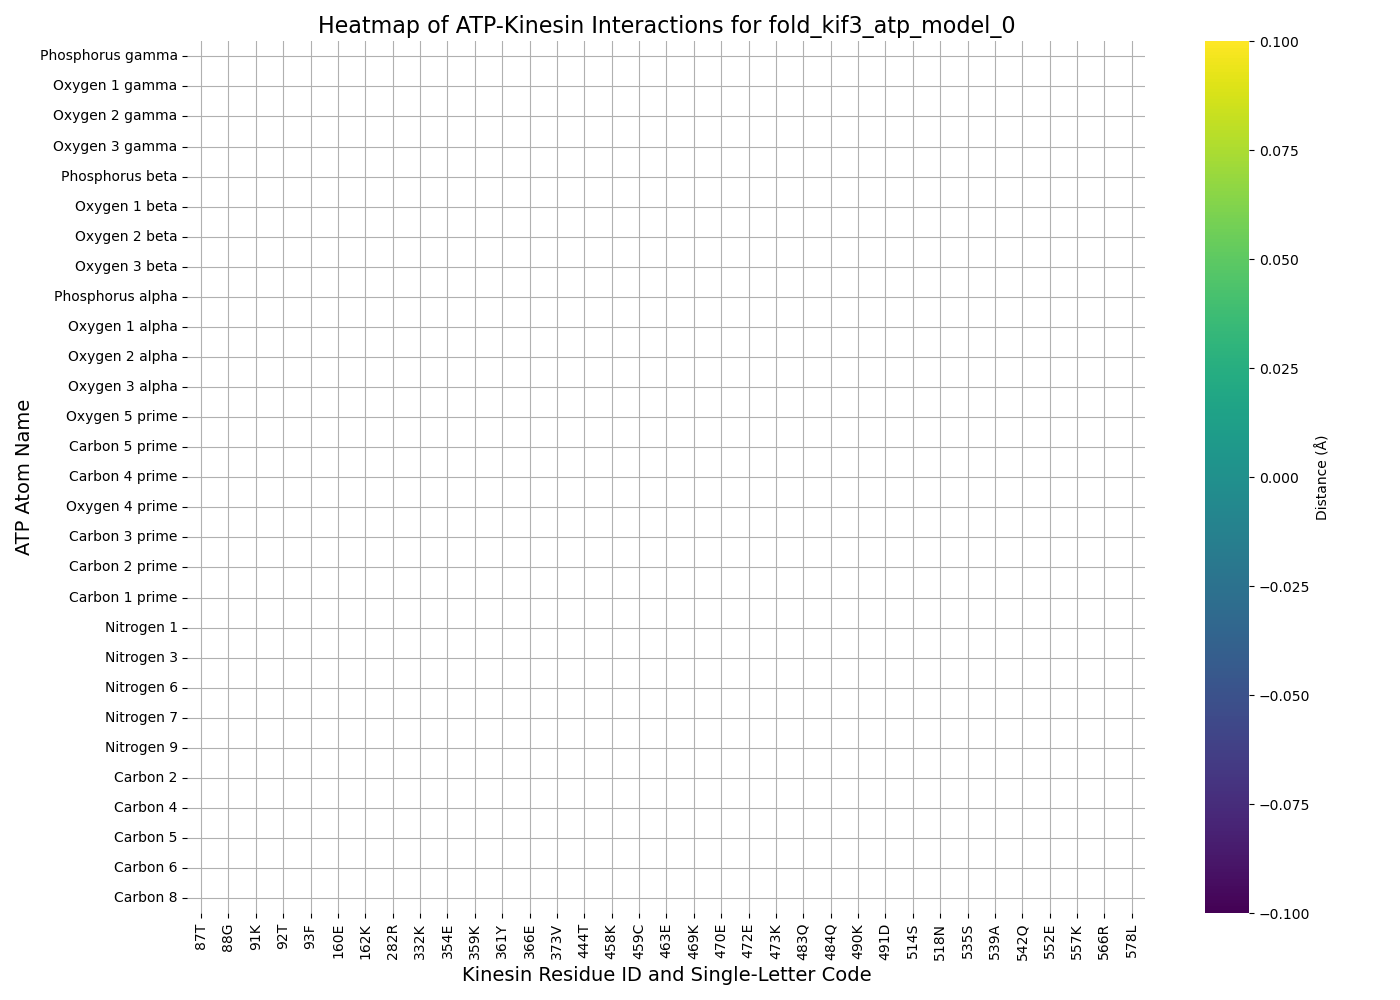 Heatmap of ATP-Kinesin Interactions for fold_kif3_atp_model_0
ATP Atom Name
Phosphorus gamma
Oxygen 1 gamma
Oxygen 2 gamma
Oxygen 3 gamma
Phosphorus beta
Oxygen 1 beta
Oxygen 2 beta
Oxygen 3 beta
Phosphorus alpha
Oxygen 1 alpha
Oxygen 2 alpha
Oxygen 3 alpha
Oxygen 5 prime
Carbon 5 prime
Carbon 4 prime
Oxygen 4 prime
Carbon 3 prime
Carbon 2 prime
Carbon 1 prime
Nitrogen 1
Nitrogen 3
Nitrogen 6
Nitrogen 7
Nitrogen 9
Carbon 2
Carbon 4
Carbon 5
Carbon 6
Carbon 8
87T
88G
91K
92T
93F
160E
162K
282R
332K
354E
359K
361Y
366E
373V
444T
458K
459C
463E
469K
470E
472E
473K
483Q
484Q
490K
491D
514S
518N
535S
539A
542Q
552E
557K
566R
578L
Kinesin Residue ID and Single-Letter Code
0.100
0.075
0.050
0.025
0.000
−0.025
−0.050
−0.075
−0.100
Distance (Å)